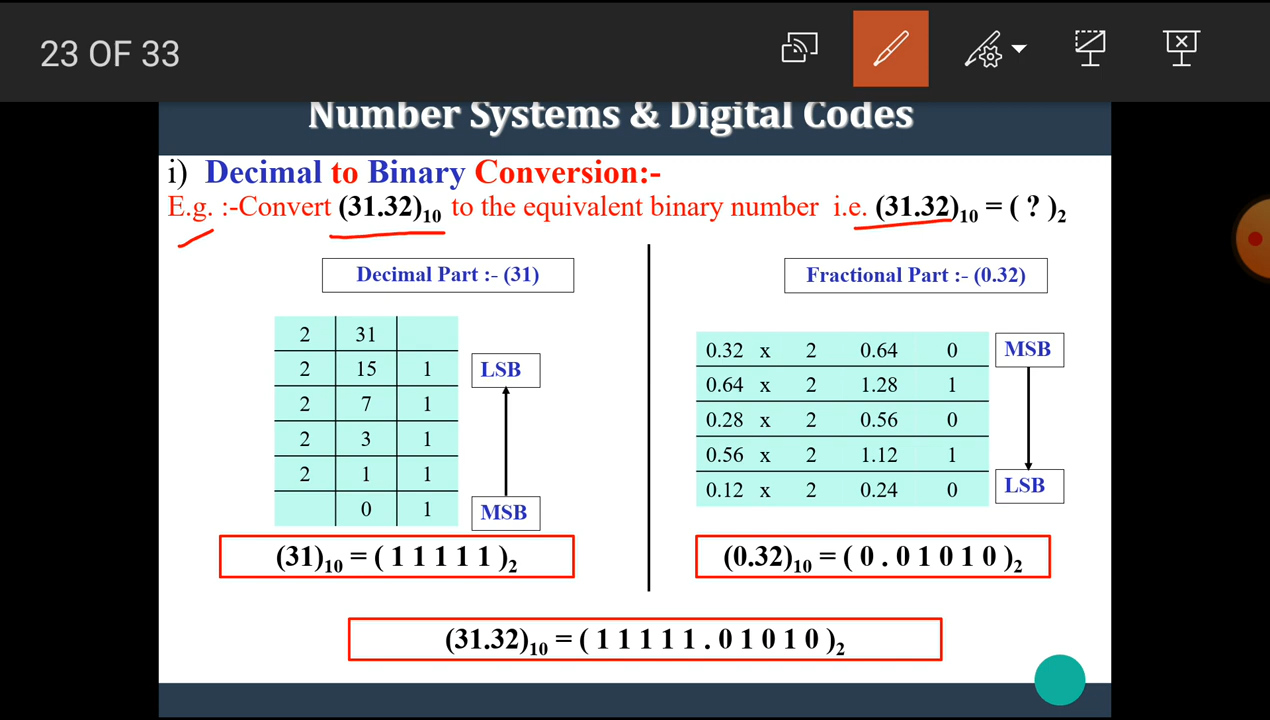 23 OF 33
Number Systems & Digital Codes
i) Decimal to Binary Conversion:-
E.g. :-Convert (31.32)10 to the equivalent binary number i.e. (31.32)10 = ( ? )2
Decimal Part :- (31)
2 31
2 15 1
2 7 1
2 3 1
2 1 1
0 1
LSB
MSB
(31)10 = ( 1 1 1 1 1 )2
Fractional Part :- (0.32)
0.32 x 2 0.64 0
0.64 x 2 1.28 1
0.28 x 2 0.56 0
0.56 x 2 1.12 1
0.12 x 2 0.24 0
MSB
LSB
(0.32)10 = ( 0 . 0 1 0 1 0 )2
(31.32)10 = ( 1 1 1 1 1 . 0 1 0 1 0 )2